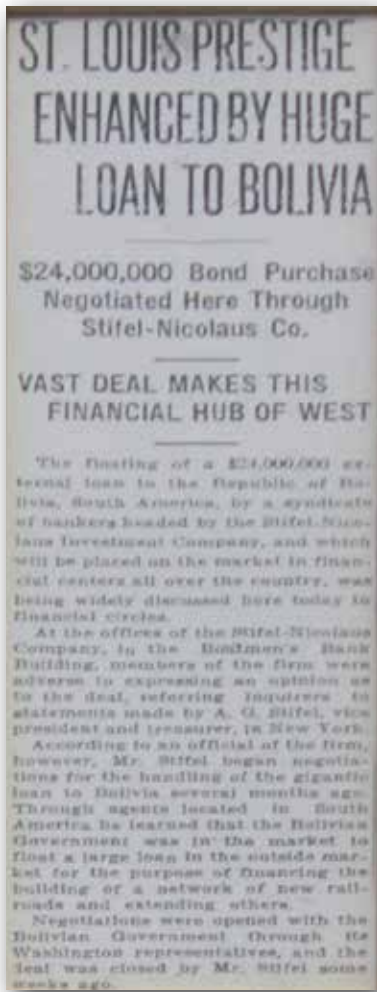 ST. LOUIS PRESTIGE
ENHANCED BY HUGE
LOAN TO BOLIVIA
$24,000,000 Bond Purchase
Negotiated Here Through
Stifel-Nicolaus Co.
VAST DEAL MAKES THIS
FINANCIAL HUB OF WEST
The floating of a $24,000,000 ex-
ternal loan to the Republic of Bo-
livia, South America, by a syndicate
of bankers headed by the Stifel-Nico-
laus Investment Company, and which
will be placed on the market in finan-
cial centers all over the country, was
being widely discussed here today in
financial circles.
At the offices of the Stifel-Nicolaus
Company, in the Boatmen's Bank
Building, members of the firm were
adverse to expressing an opinion as
to the deal, referring inquirers to
statements made by A. G. Stifel, vice
president and treasurer, in New York.
According to an official of the firm,
however, Mr. Stifel began negotia-
tions for the handling of the gigantic
loan to Bolivia several months ago.
Through agents located in South
America he learned that the Bolivian
Government was in the market to
float a large loan in the outside mar-
ket for the purpose of financing the
building of a network of new rail-
roads and extending others.
Negotiations were opened with the
Bolivian Government through its
Washington representatives, and the
deal was closed by Mr. Stifel some
weeks ago.